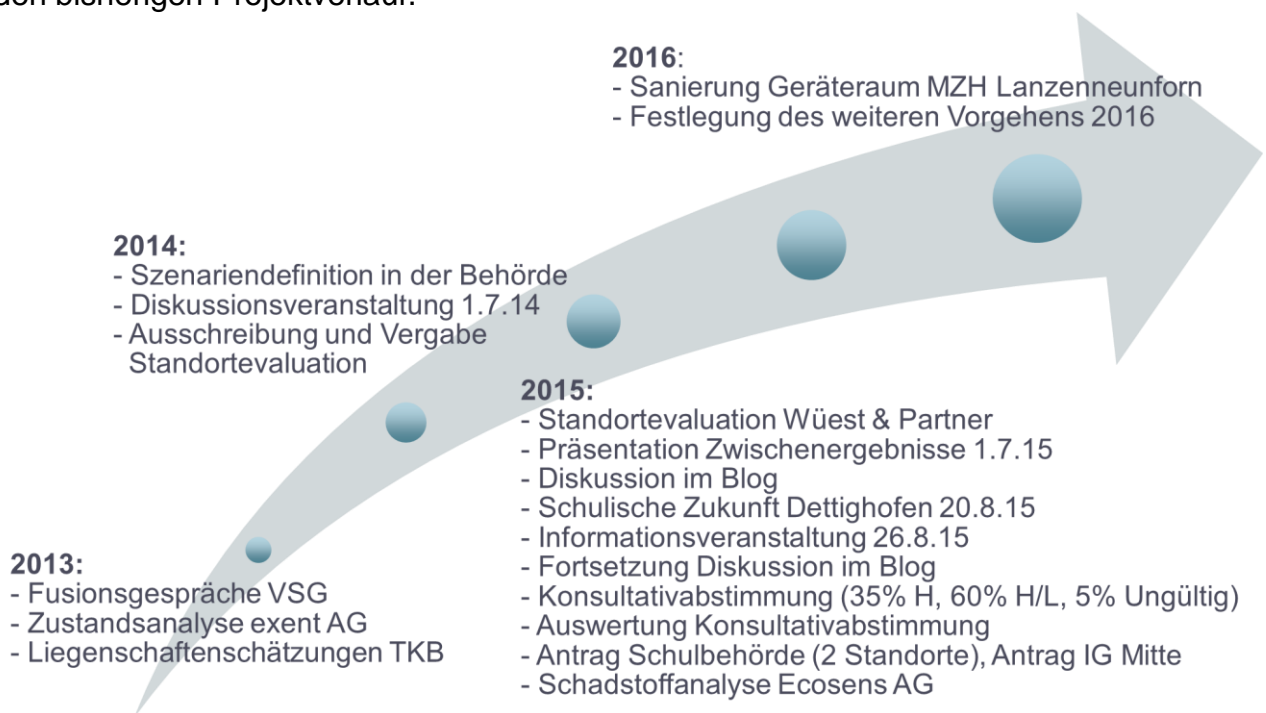 den bisherigen Projektverlauf.
2016:
- Sanierung Geräteraum MZH Lanzenneunforn
- Festlegung des weiteren Vorgehens 2016
2014:
- Szenariendefinition in der Behörde
- Diskussionsveranstaltung 1.7.14
- Ausschreibung und Vergabe
Standortevaluation
2015:
- Standortevaluation Wüest & Partner
- Präsentation Zwischenergebnisse 1.7.15
- Diskussion im Blog
- Schulische Zukunft Dettighofen 20.8.15
- Informationsveranstaltung 26.8.15
- Fortsetzung Diskussion im Blog
- Konsultativabstimmung (35% H, 60% H/L, 5% Ungültig)
- Auswertung Konsultativabstimmung
- Antrag Schulbehörde (2 Standorte), Antrag IG Mitte
- Schadstoffanalyse Ecosens AG
2013:
- Fusionsgespräche VSG
- Zustandsanalyse exent AG
- Liegenschaftenschätzungen TKB